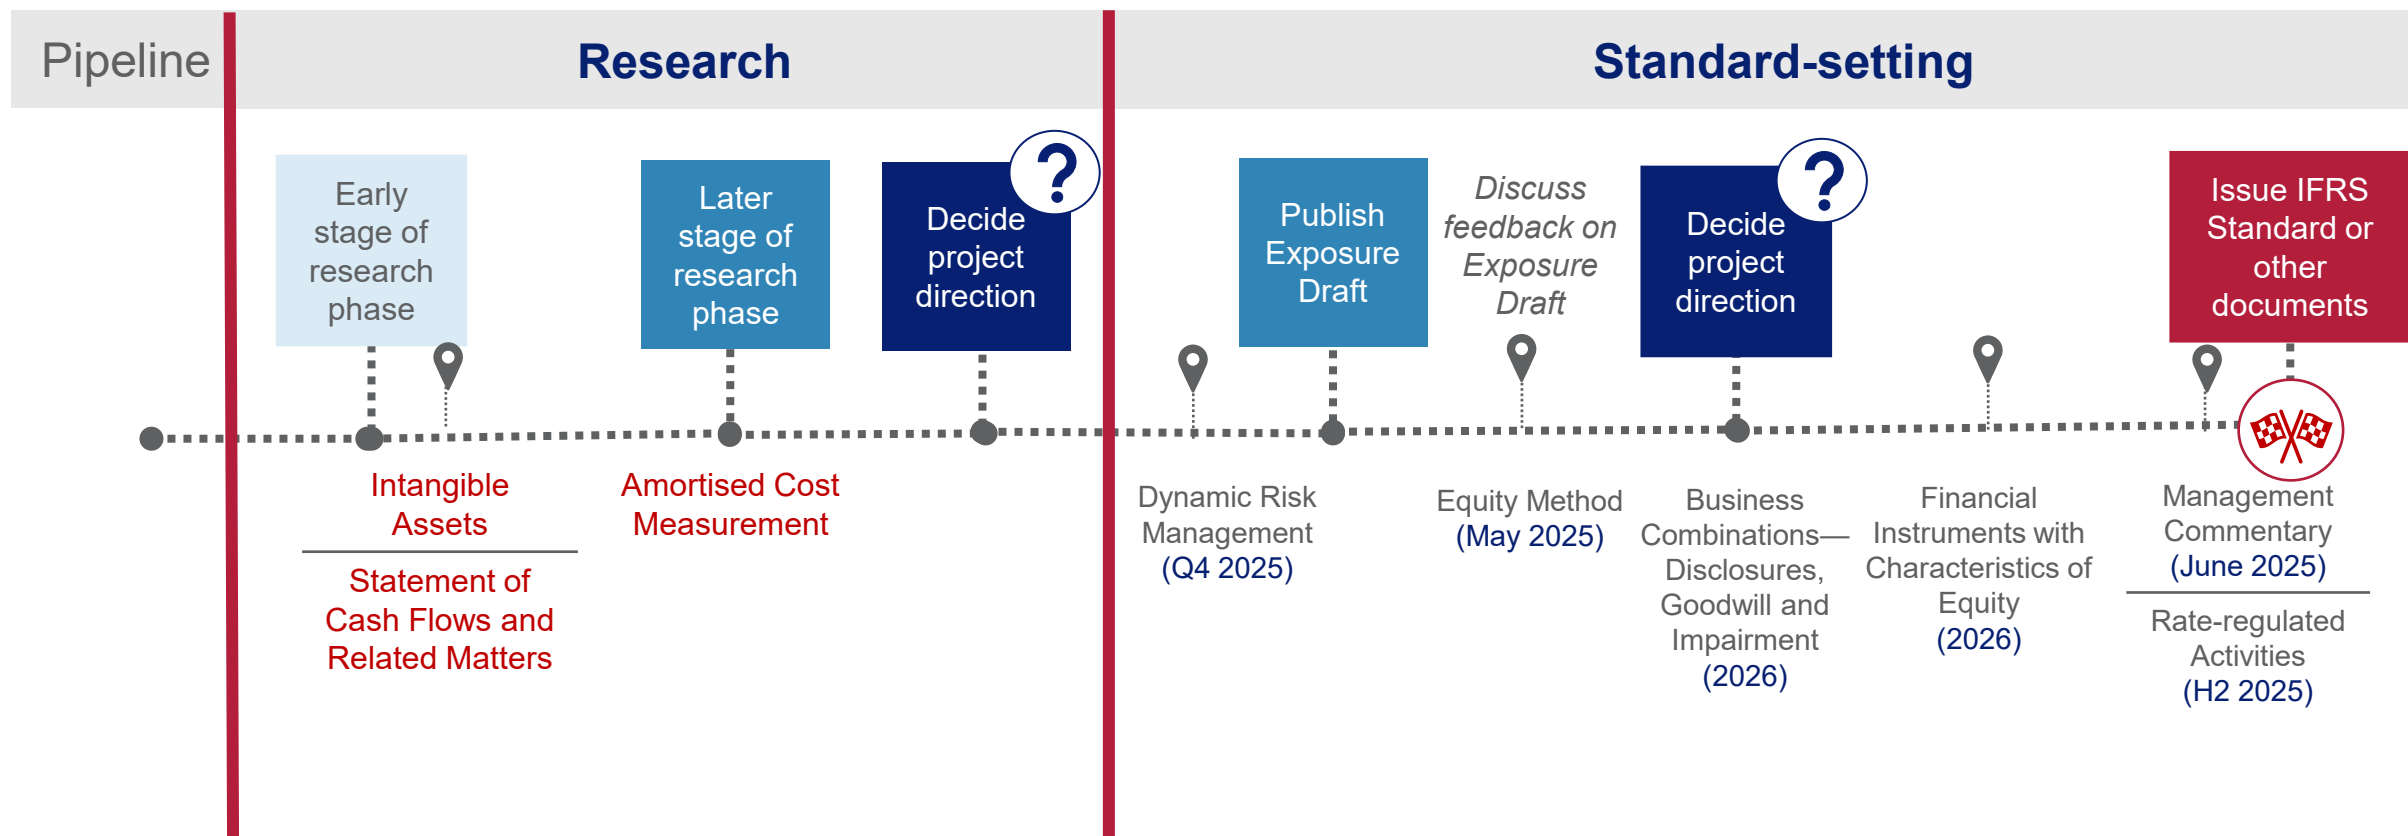 Pipeline
Research
Standard-setting
Early
stage of
research
phase
Later
stage of
research
phase
Decide
project
direction
?
Publish
Exposure
Draft
Discuss
feedback on
Exposure
Draft
Decide
project
direction
?
Issue IFRS
Standard or
other
documents
Intangible
Assets
Statement of
Cash Flows and
Related Matters
Amortised Cost
Measurement
Dynamic Risk
Management
(Q4 2025)
Equity Method
(May 2025)
Business
Combinations—
Disclosures,
Goodwill and
Impairment
(2026)
Financial
Instruments with
Characteristics of
Equity
(2026)
Management
Commentary
(June 2025)
Rate-regulated
Activities
(H2 2025)